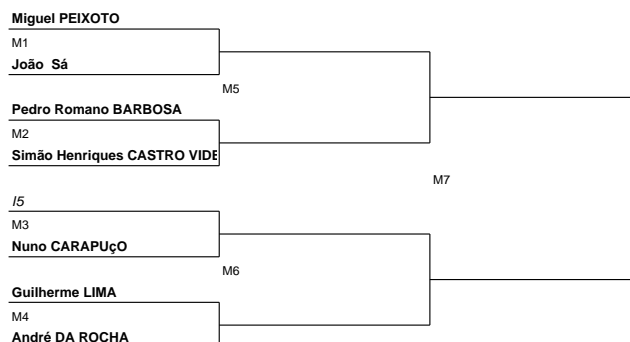 Miguel PEIXOTO
M1
João Sá
M5
Pedro Romano BARBOSA
M2
Simão Henriques CASTRO VIDE
M7
I5
M3
Nuno CARAPUçO
M6
Guilherme LIMA
M4
André DA ROCHA